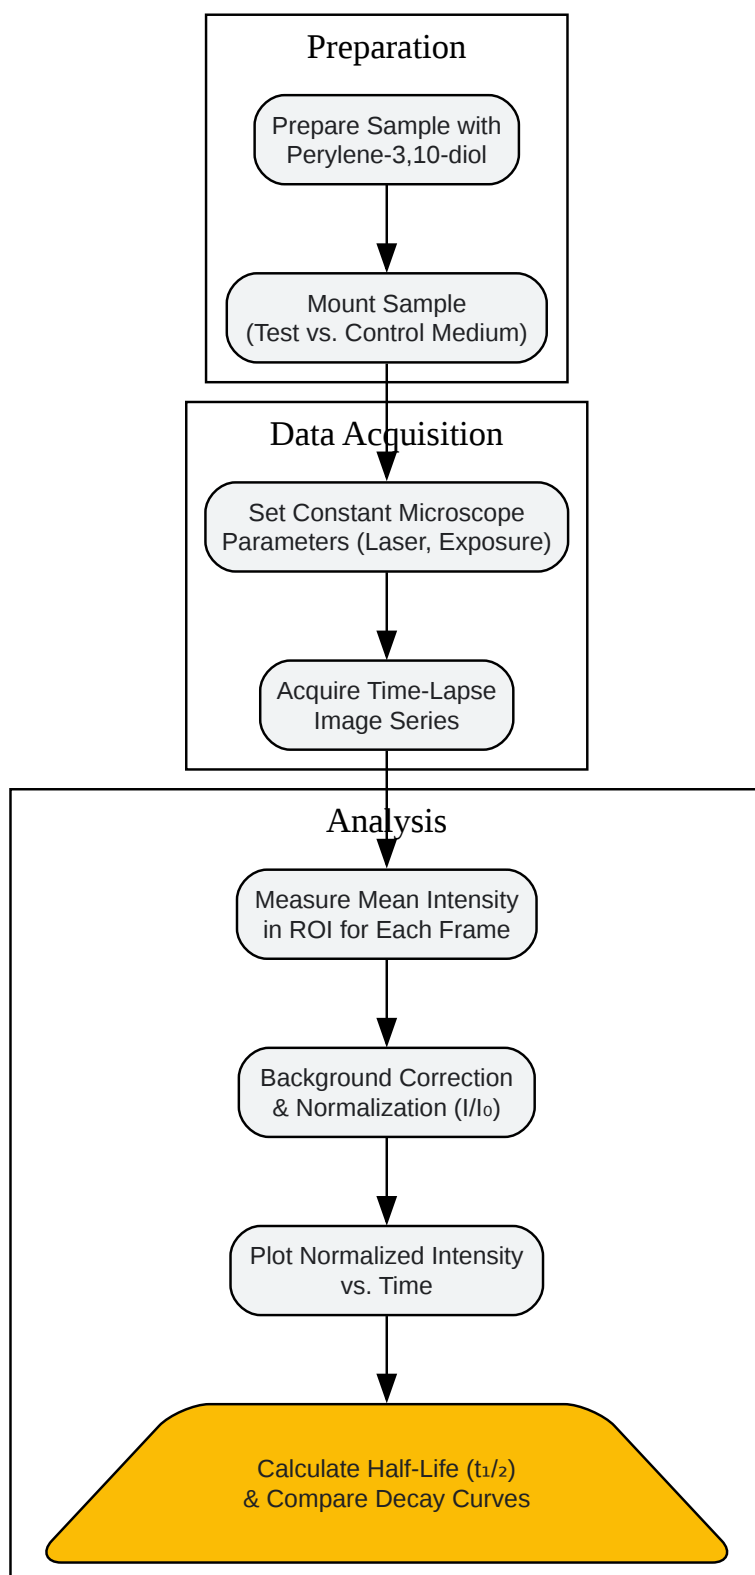 Preparation
Prepare Sample with
Perylene-3,10-diol
Mount Sample
(Test vs. Control Medium)
Data Acquisition
Set Constant Microscope
Parameters (Laser, Exposure)
Acquire Time-Lapse
Image Series
Analysis
Measure Mean Intensity
in ROI for Each Frame
Background Correction
& Normalization (I/I₀)
Plot Normalized Intensity
vs. Time
Calculate Half-Life (t₁/₂)
& Compare Decay Curves